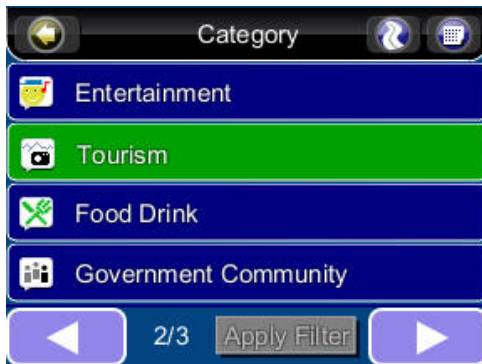 Category
Entertainment
Tourism
Food Drink
Government Community
2/3 Apply Filter